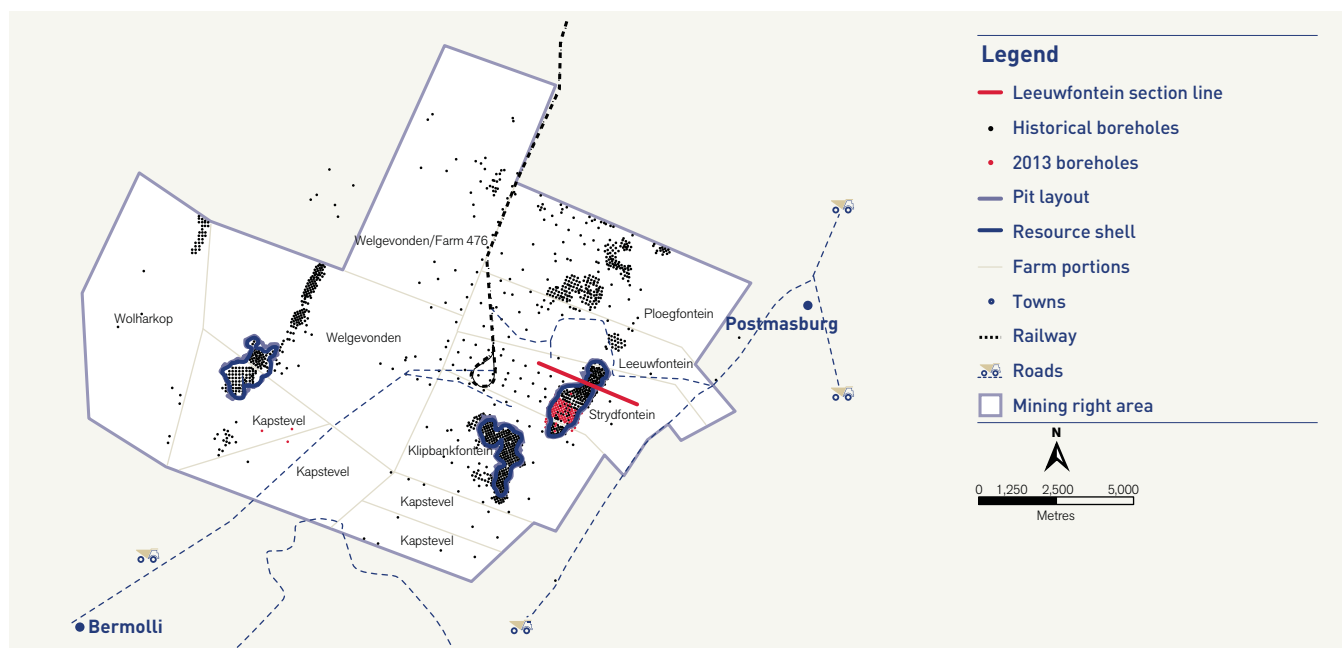 Legend
Leeuwfontein section line
Historical boreholes
2013 boreholes
Pit layout
Resource shell
Farm portions
Towns
Railway
Roads
Mining right area
N
0 1,250 2,500 5,000
Metres
Welgevonden/Farm 476
Wolharkop
Welgevonden
Ploegfontein
Postmasburg
Leeuwfontein
Strydfontein
Kapstevel
Klipbankfontein
Kapstevel
Kapstevel
Kapstevel
Bermolli